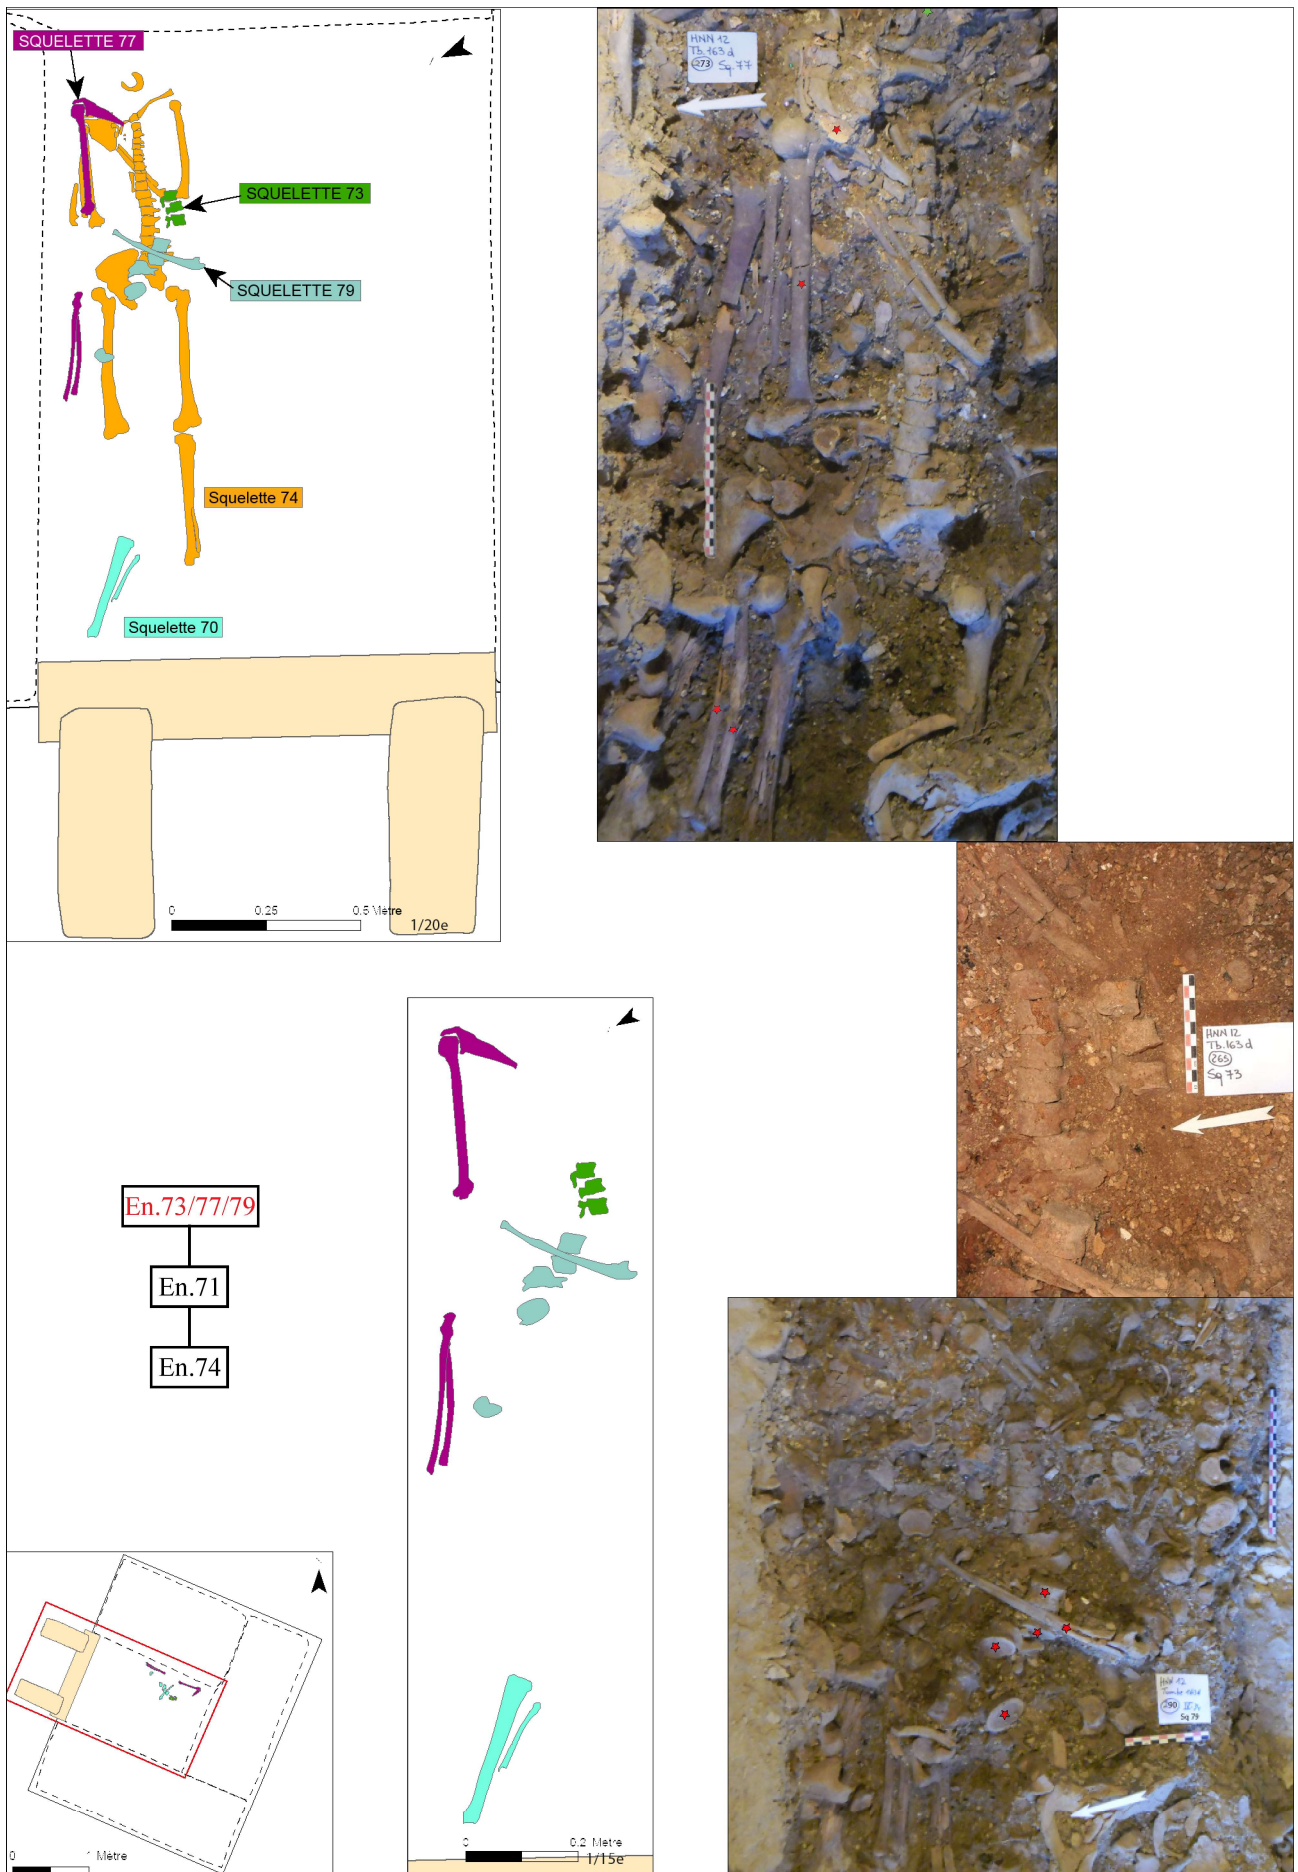 SQUELETTE 77
SQUELETTE 73
SQUELETTE 79
Squelette 74
Squelette 70
0 0.25 0.5 Mètre
1/20e
HNN 12
Tb.163 d
273 Sq.77
HNN 12
Tb.163 d
265
Sq 73
En.73/77/79
En.71
En.74
0 0.2 Metre
1/15e
290
Sq 79
0 1 Metre